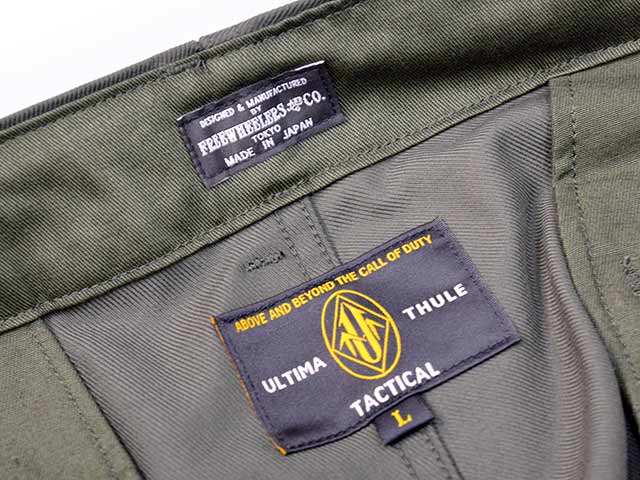 DESIGNED & MANUFACTURED
BY
FREEWHEELERS AND CO.
TOKYO
MADE IN JAPAN
ABOVE AND BEYOND THE CALL OF DUTY
ULTIMA THULE
TACTICAL
L